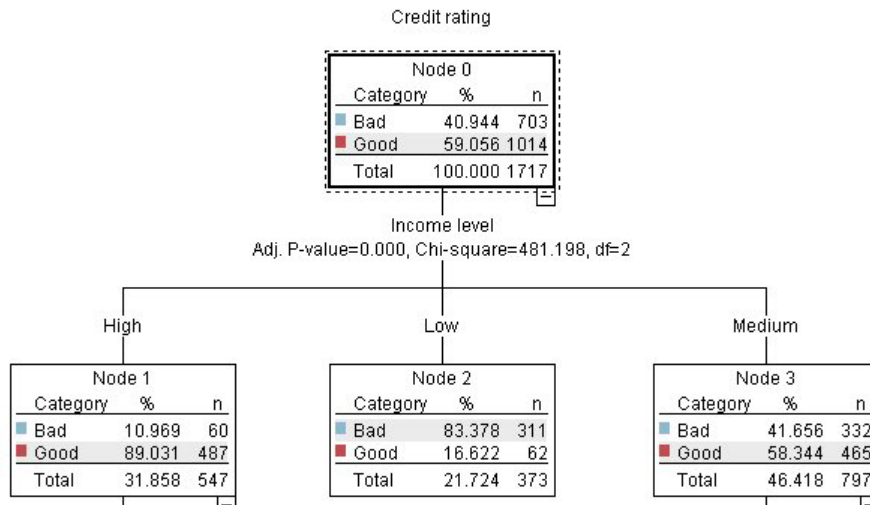 Credit rating
Node 0
Category % n
Bad 40.944 703
Good 59.056 1014
Total 100.000 1717
Income level
Adj. P-value=0.000, Chi-square=481.198, df=2
High
Low
Medium
Node 1
Category % n
Bad 10.969 60
Good 89.031 487
Total 31.858 547
Node 2
Category % n
Bad 83.378 311
Good 16.622 62
Total 21.724 373
Node 3
Category % n
Bad 41.656 332
Good 58.344 465
Total 46.418 797